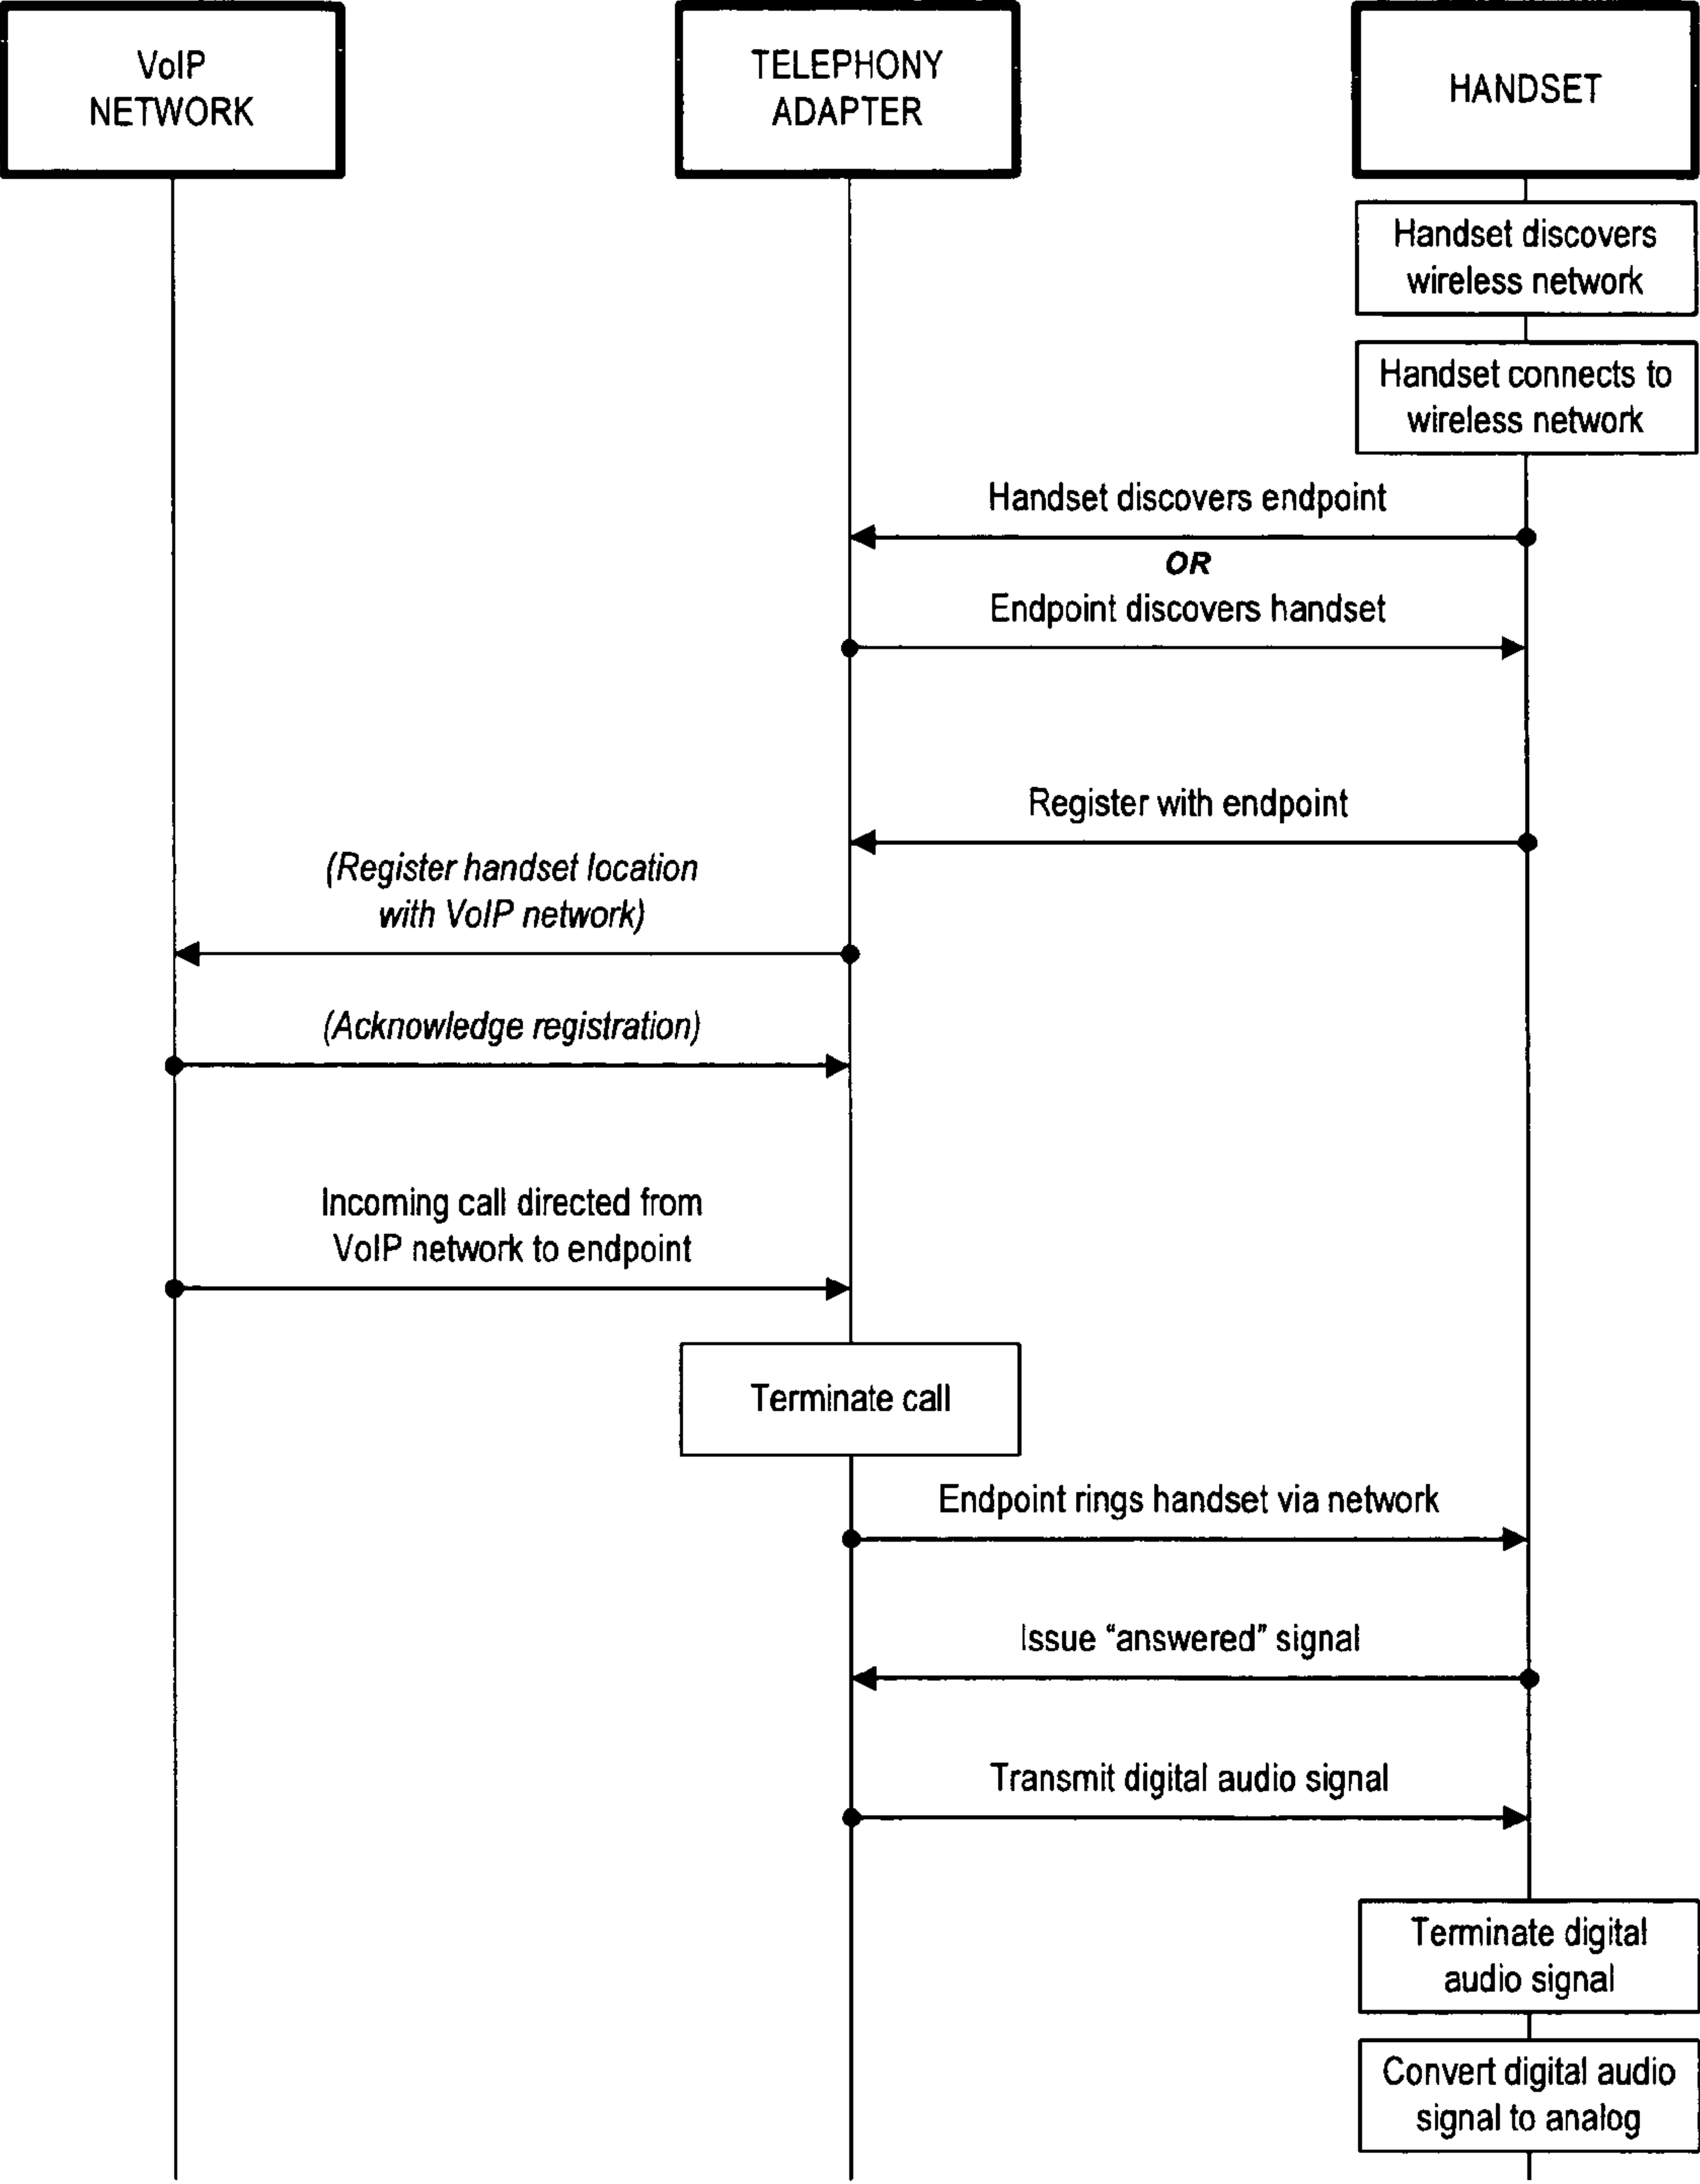 VoIP
NETWORK
TELEPHONY
ADAPTER
HANDSET
Handset discovers
wireless network
Handset connects to
wireless network
Handset discovers endpoint
OR
Endpoint discovers handset
Register with endpoint
(Register handset location
with VoIP network)
(Acknowledge registration)
Incoming call directed from
VoIP network to endpoint
Terminate call
Endpoint rings handset via network
Issue “answered” signal
Transmit digital audio signal
Terminate digital
audio signal
Convert digital audio
signal to analog